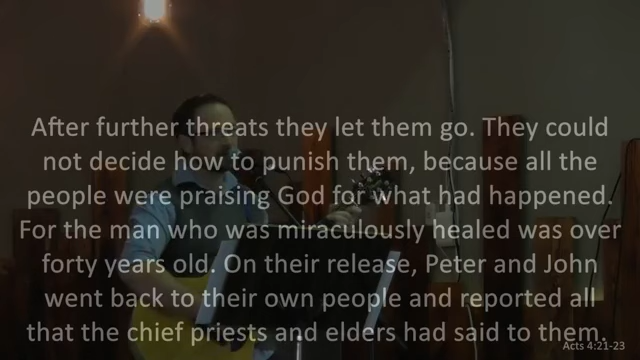 After further threats they let them go. They could
not decide how to punish them, because all the
people were praising God for what had happened.
For the man who was miraculously healed was over
forty years old. On their release, Peter and John
went back to their own people and reported all
that the chief priests and elders had said to them.
Acts 4:21-23